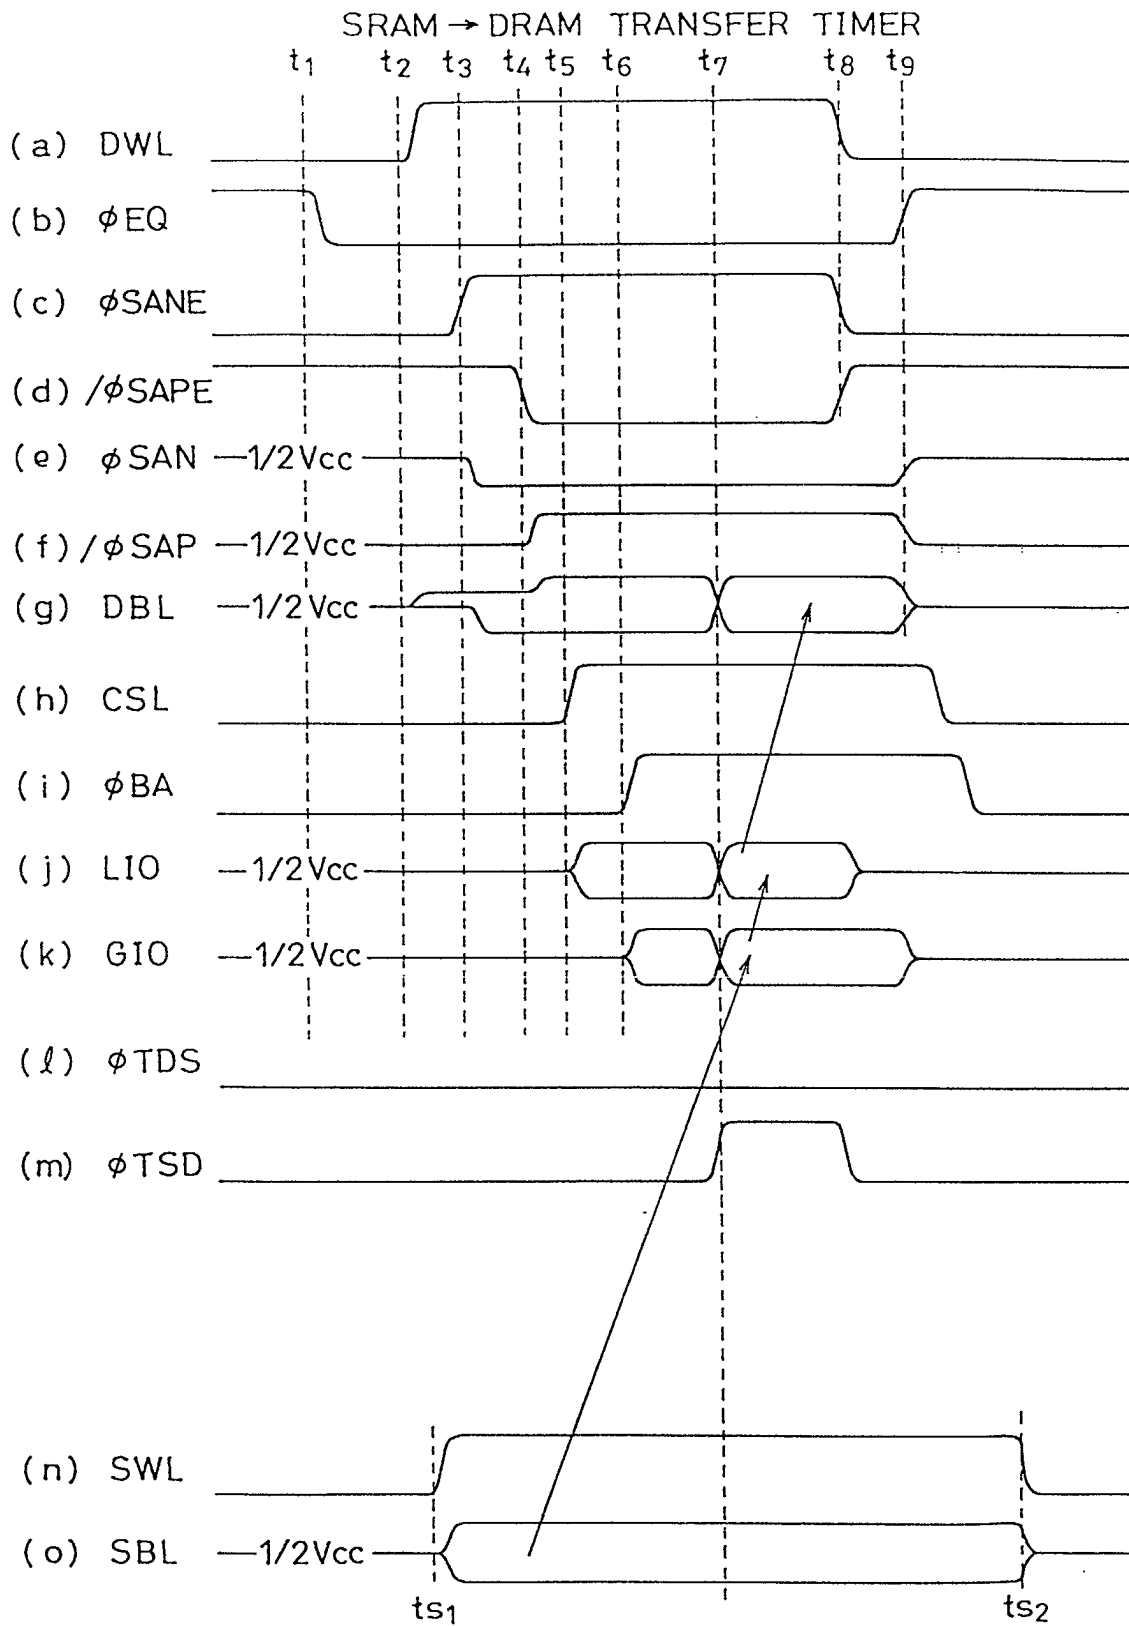 SRAM → DRAM TRANSFER TIMER
t1 t2 t3 t4 t5 t6 t7 t8 t9
(a) DWL
(b) φEQ
(c) φSANE
(d) /φSAPE
(e) φSAN 1/2Vcc
(f) /φSAP 1/2Vcc
(g) DBL 1/2Vcc
(h) CSL
(i) φBA
(j) LIO 1/2Vcc
(k) GIO 1/2Vcc
(ℓ) φTDS
(m) φTSD
(n) SWL
(o) SBL 1/2Vcc
ts1 ts2